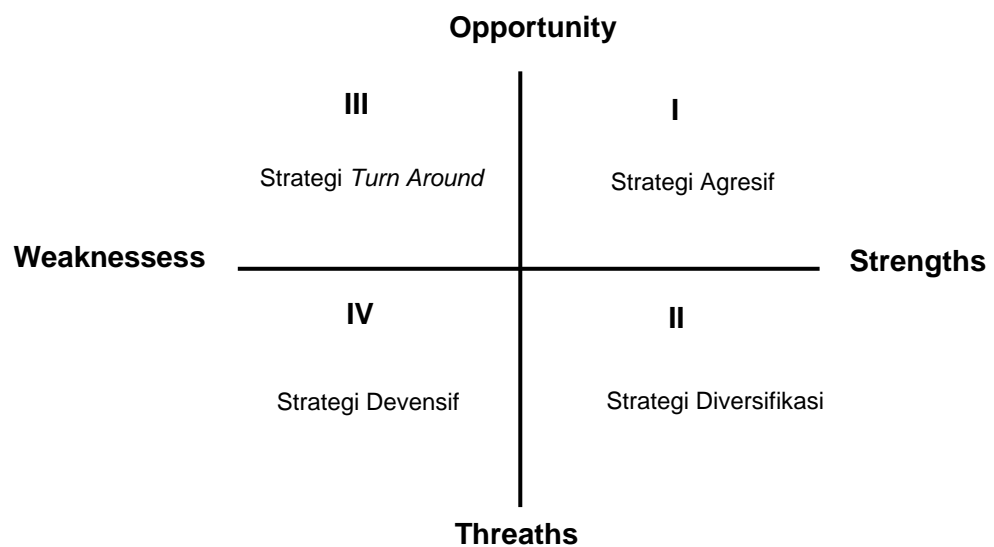 Opportunity
III
I
Strategi Turn Around
Strategi Agresif
Weaknessess
Strengths
IV
II
Strategi Devensif
Strategi Diversifikasi
Threaths